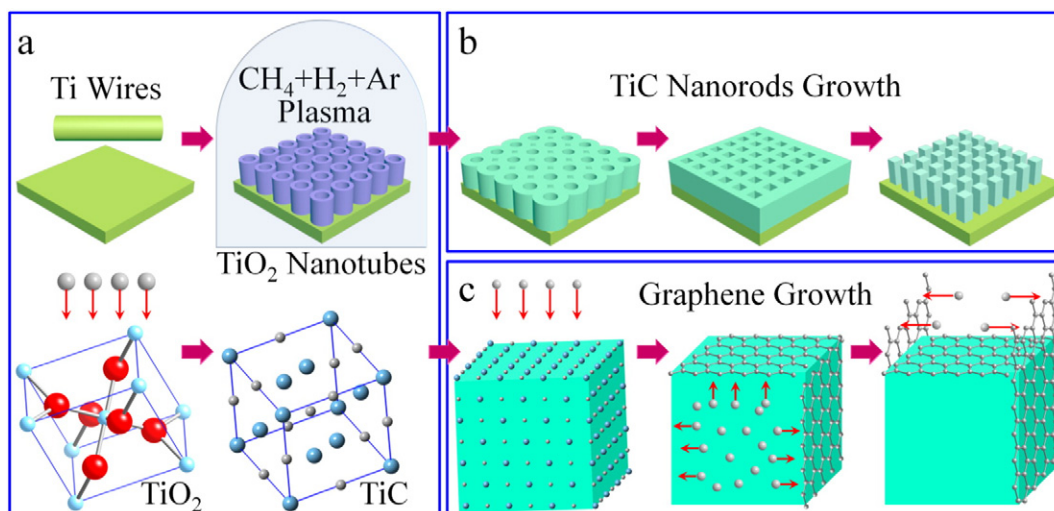 a
Ti Wires
CH₄+H₂+Ar
Plasma
TiO₂ Nanotubes
TiO₂
TiC
b
TiC Nanorods Growth
c
Graphene Growth